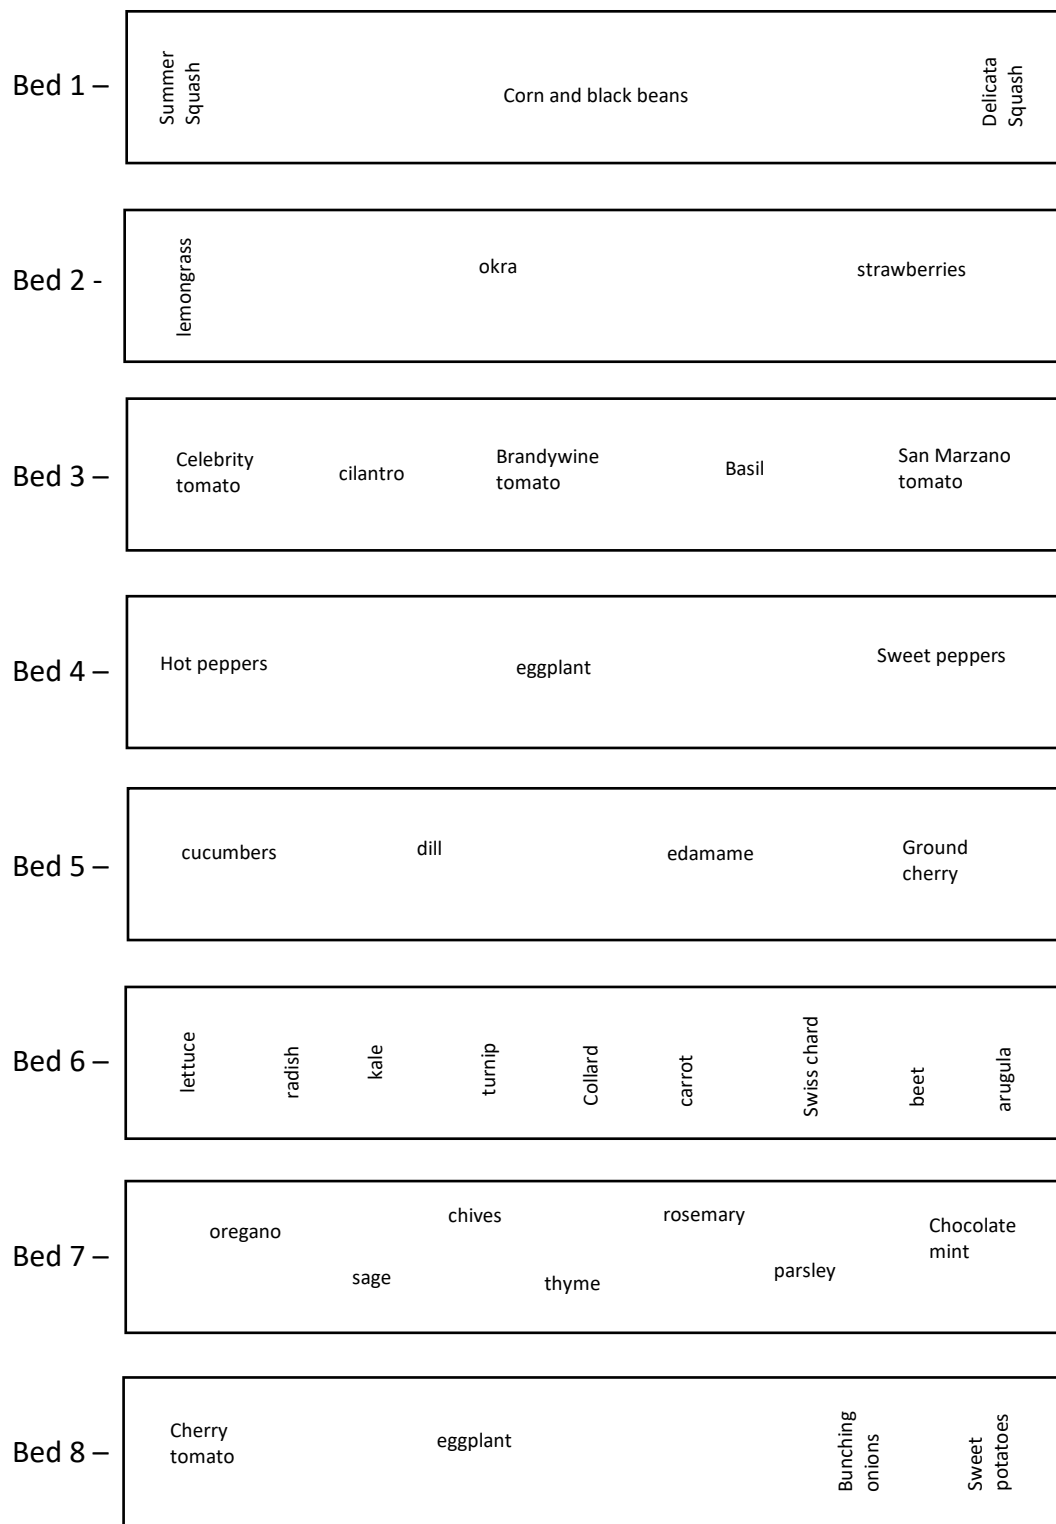 Bed 1 –
Summer
Squash
Corn and black beans
Delicata
Squash
Bed 2 -
lemongrass
okra
strawberries
Bed 3 –
Celebrity
tomato
cilantro
Brandywine
tomato
Basil
San Marzano
tomato
Bed 4 –
Hot peppers
eggplant
Sweet peppers
Bed 5 –
cucumbers
dill
edamame
Ground
cherry
Bed 6 –
lettuce
radish
kale
turnip
Collard
carrot
Swiss chard
beet
arugula
Bed 7 –
oregano
sage
chives
thyme
rosemary
parsley
Chocolate
mint
Bed 8 –
Cherry
tomato
eggplant
Bunching
onions
Sweet
potatoes